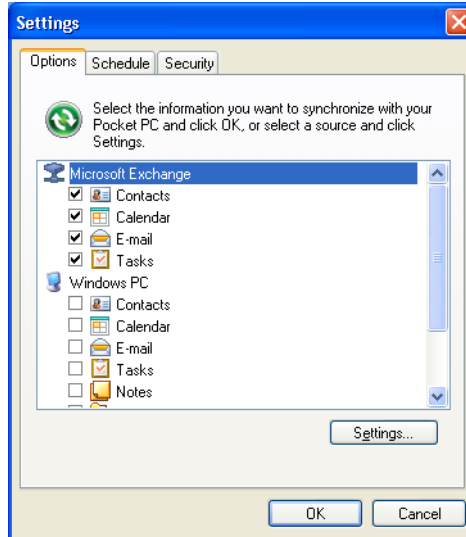 Settings
Options Schedule Security
Select the information you want to synchronize with your
Pocket PC and click OK, or select a source and click
Settings.
Microsoft Exchange
Contacts
Calendar
E-mail
Tasks
Windows PC
Contacts
Calendar
E-mail
Tasks
Notes
Settings...
OK Cancel